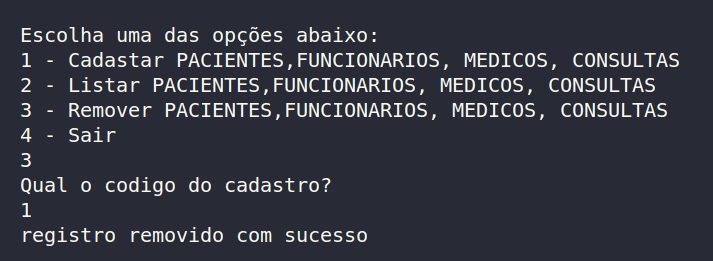 Escolha uma das opções abaixo:
1 - Cadastar PACIENTES,FUNCIONARIOS, MEDICOS, CONSULTAS
2 - Listar PACIENTES,FUNCIONARIOS, MEDICOS, CONSULTAS
3 - Remover PACIENTES,FUNCIONARIOS, MEDICOS, CONSULTAS
4 - Sair
3
Qual o codigo do cadastro?
1
registro removido com sucesso